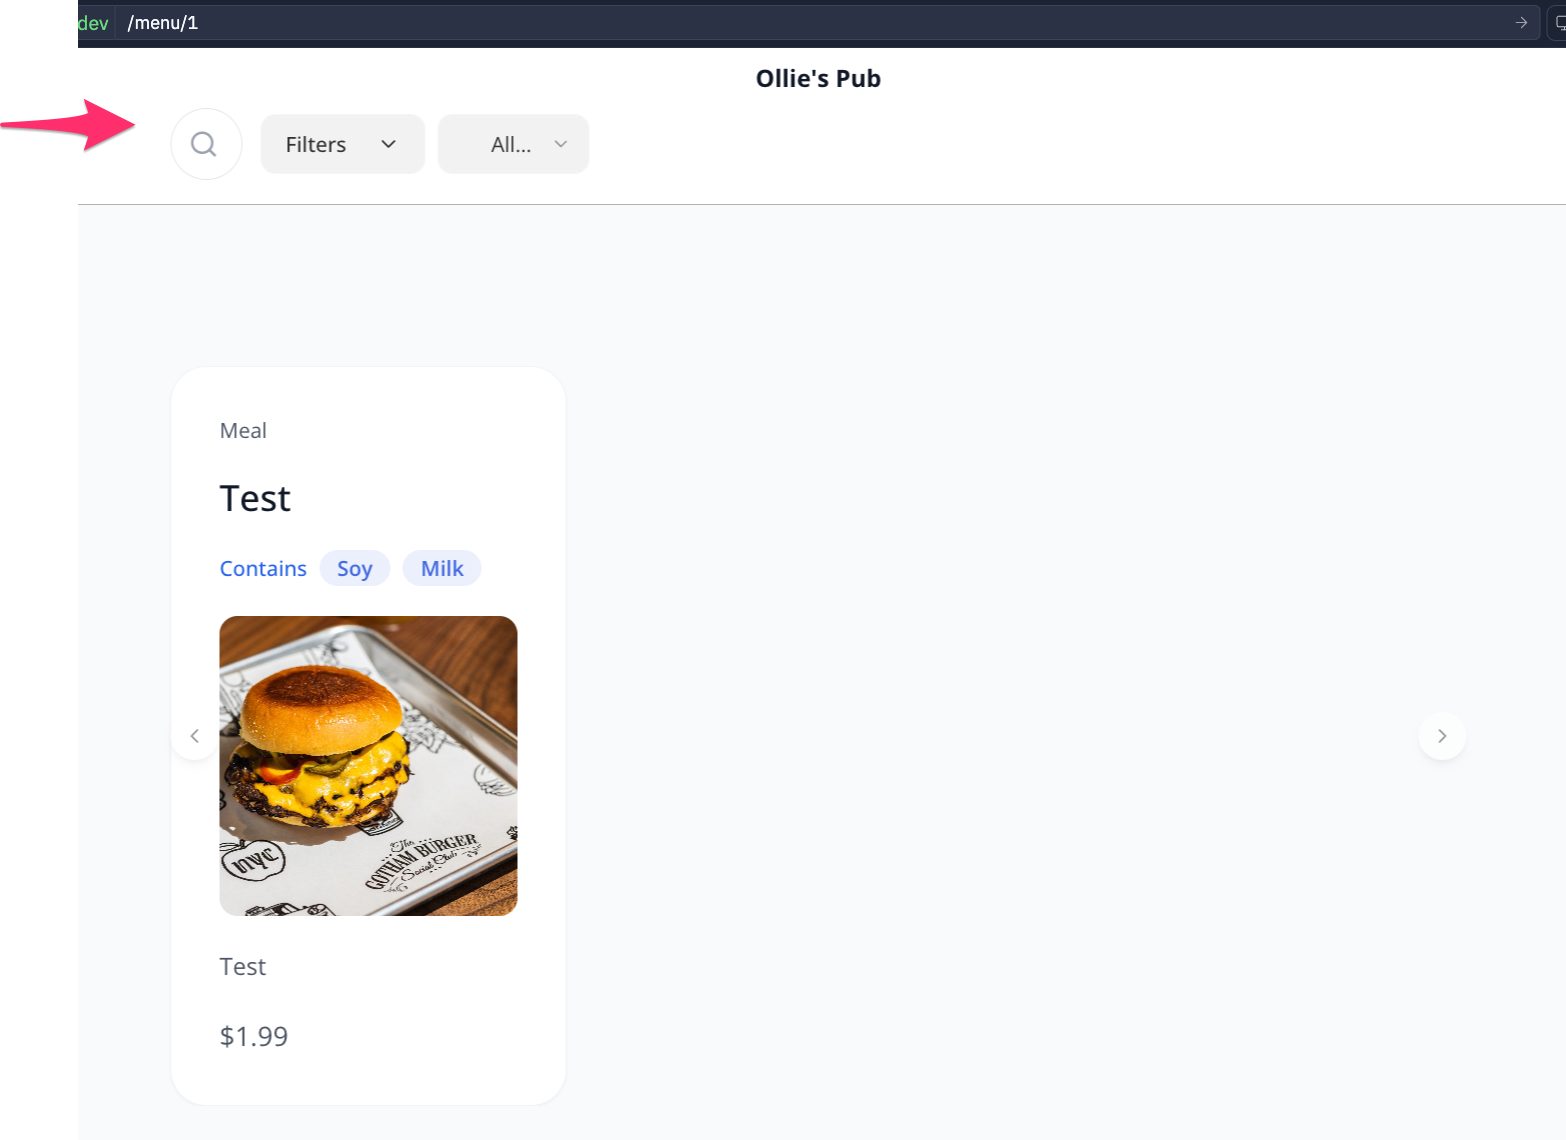 dev /menu/1
Ollie's Pub
Filters All...
Meal
Test
Contains Soy Milk
NYC
The
GOTHAM BURGER
Social Club
Test
$1.99